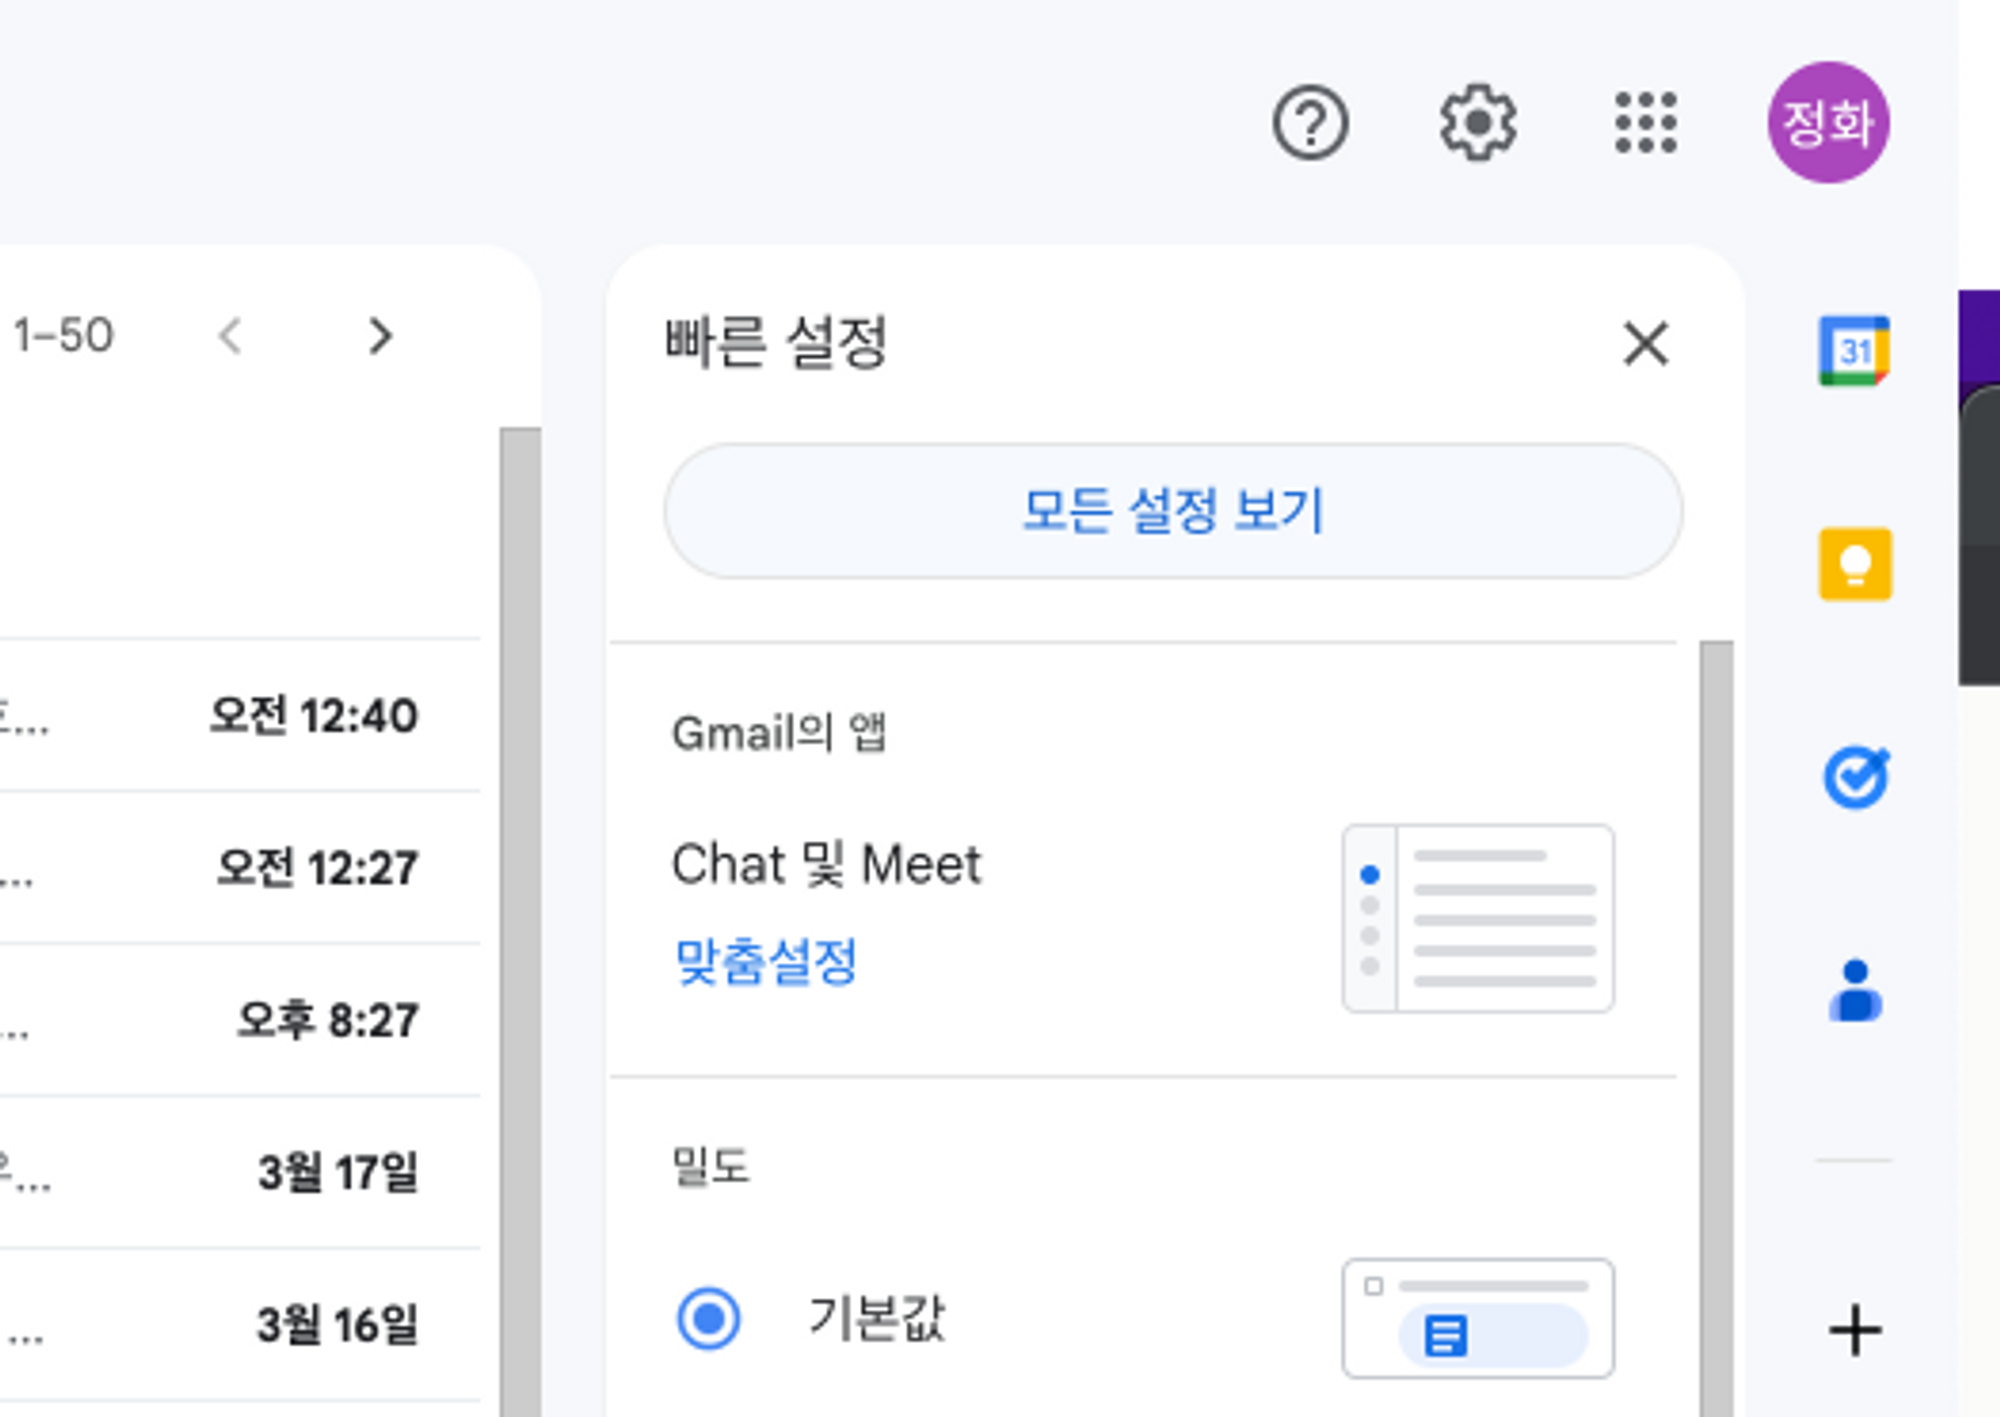 정화
1–50
빠른 설정
31
모든 설정 보기
Gmail의 앱
... 오전 12:40
Chat 및 Meet
... 오전 12:27
맞춤설정
... 오후 8:27
밀도
... 3월 17일
기본값
... 3월 16일